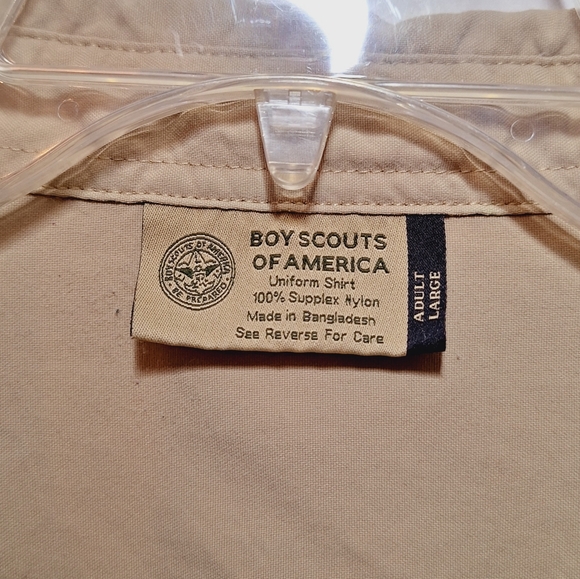 BOY SCOUTS OF AMERICA
BE PREPARED
BOY SCOUTS
OF AMERICA
Uniform Shirt
100% Supplex Nylon
Made in Bangladesh
See Reverse For Care
ADULT
LARGE